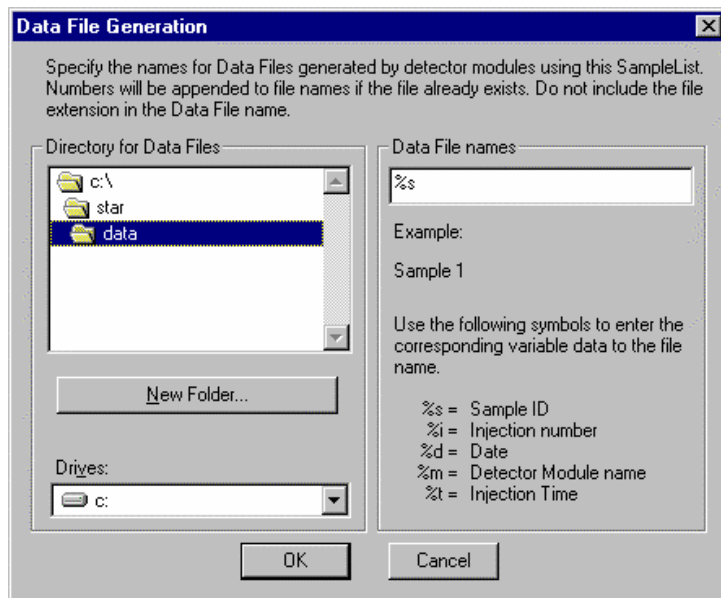 Data File Generation
Specify the names for Data Files generated by detector modules using this SampleList.
Numbers will be appended to file names if the file already exists. Do not include the file
extension in the Data File name.
Directory for Data Files
c:\
star
data
New Folder...
Drives:
c:
Data File names
%s
Example:
Sample 1
Use the following symbols to enter the
corresponding variable data to the file
name.
%s = Sample ID
%i = Injection number
%d = Date
%m = Detector Module name
%t = Injection Time
OK
Cancel